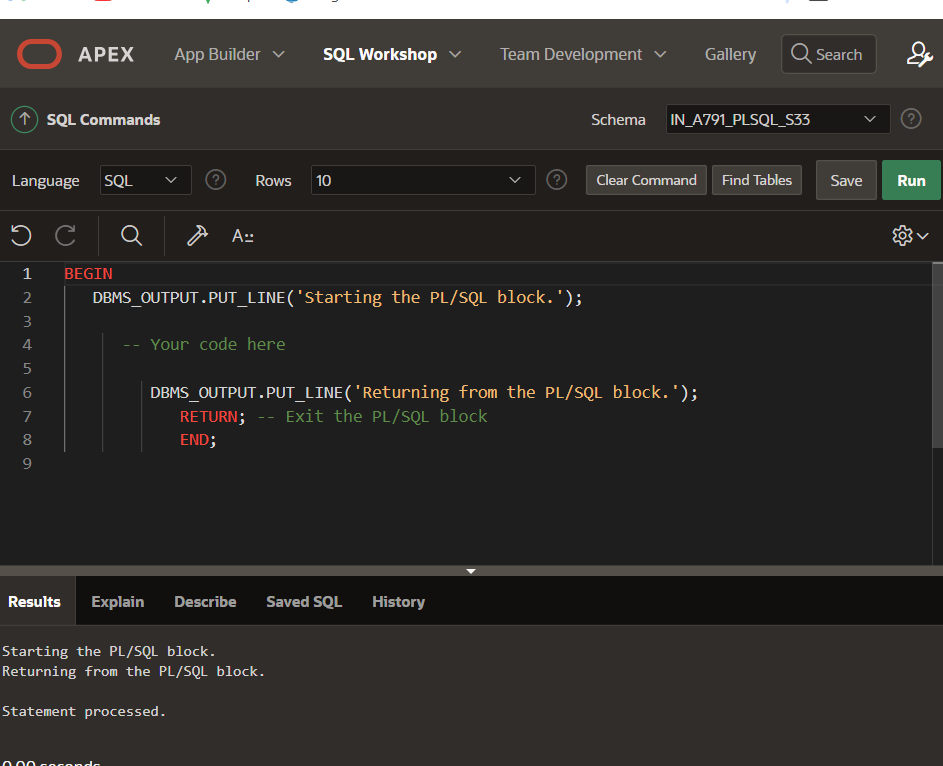 APEX App Builder SQL Workshop Team Development Gallery Search
SQL Commands Schema IN_A791_PLSQL_S33 ?
Language SQL ? Rows 10 ? Clear Command Find Tables Save Run
A::
1 BEGIN
2 DBMS_OUTPUT.PUT_LINE('Starting the PL/SQL block.');
3
4 -- Your code here
5
6 DBMS_OUTPUT.PUT_LINE('Returning from the PL/SQL block.');
7 RETURN; -- Exit the PL/SQL block
8 END;
9
Results Explain Describe Saved SQL History
Starting the PL/SQL block.
Returning from the PL/SQL block.
Statement processed.
0.00 seconds